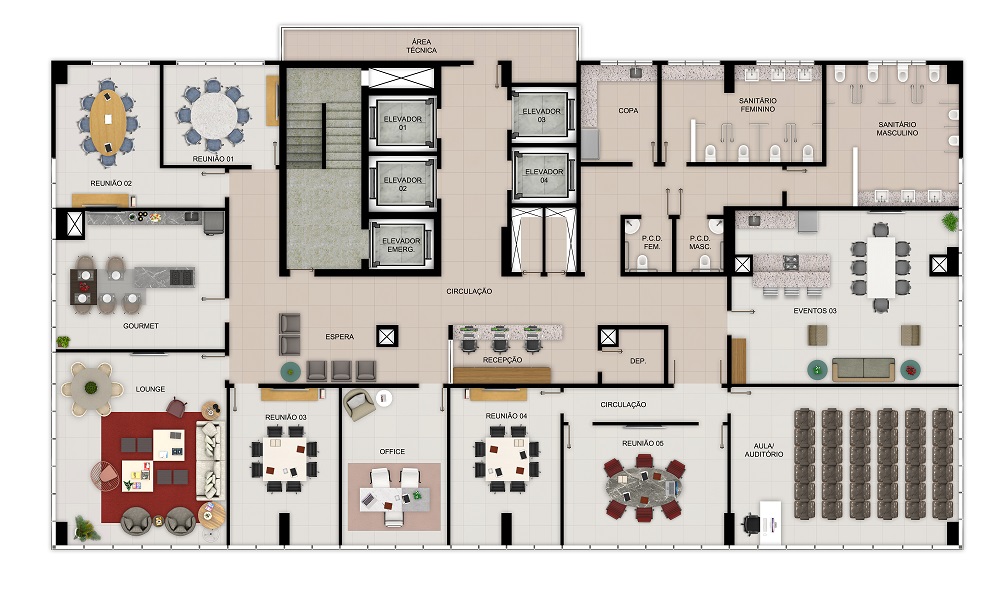 ÁREA
TÉCNICA
COPA
SANITÁRIO
FEMININO
SANITÁRIO
MASCULINO
ELEVADOR
01
ELEVADOR
03
REUNIÃO 01
REUNIÃO 02
ELEVADOR
02
ELEVADOR
04
ELEVADOR
EMERG.
P.C.D.
FEM.
P.C.D.
MASC.
CIRCULAÇÃO
GOURMET
ESPERA
EVENTOS 03
RECEPÇÃO
DEP.
LOUNGE
REUNIÃO 03
REUNIÃO 04
CIRCULAÇÃO
OFFICE
REUNIÃO 05
AULA/
AUDITÓRIO